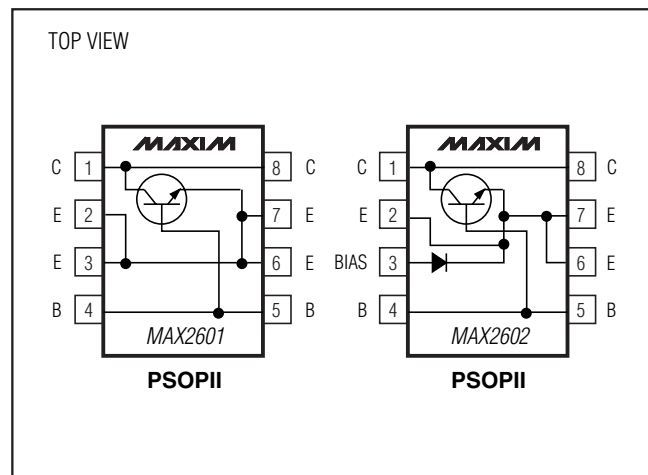 TOP VIEW
MAXIM MAXIM
C 1 8 C C 1 8 C
E 2 7 E E 2 7 E
E 3 6 E BIAS 3 6 E
B 4 5 B B 4 5 B
MAX2601 MAX2602
PSOPII PSOPII